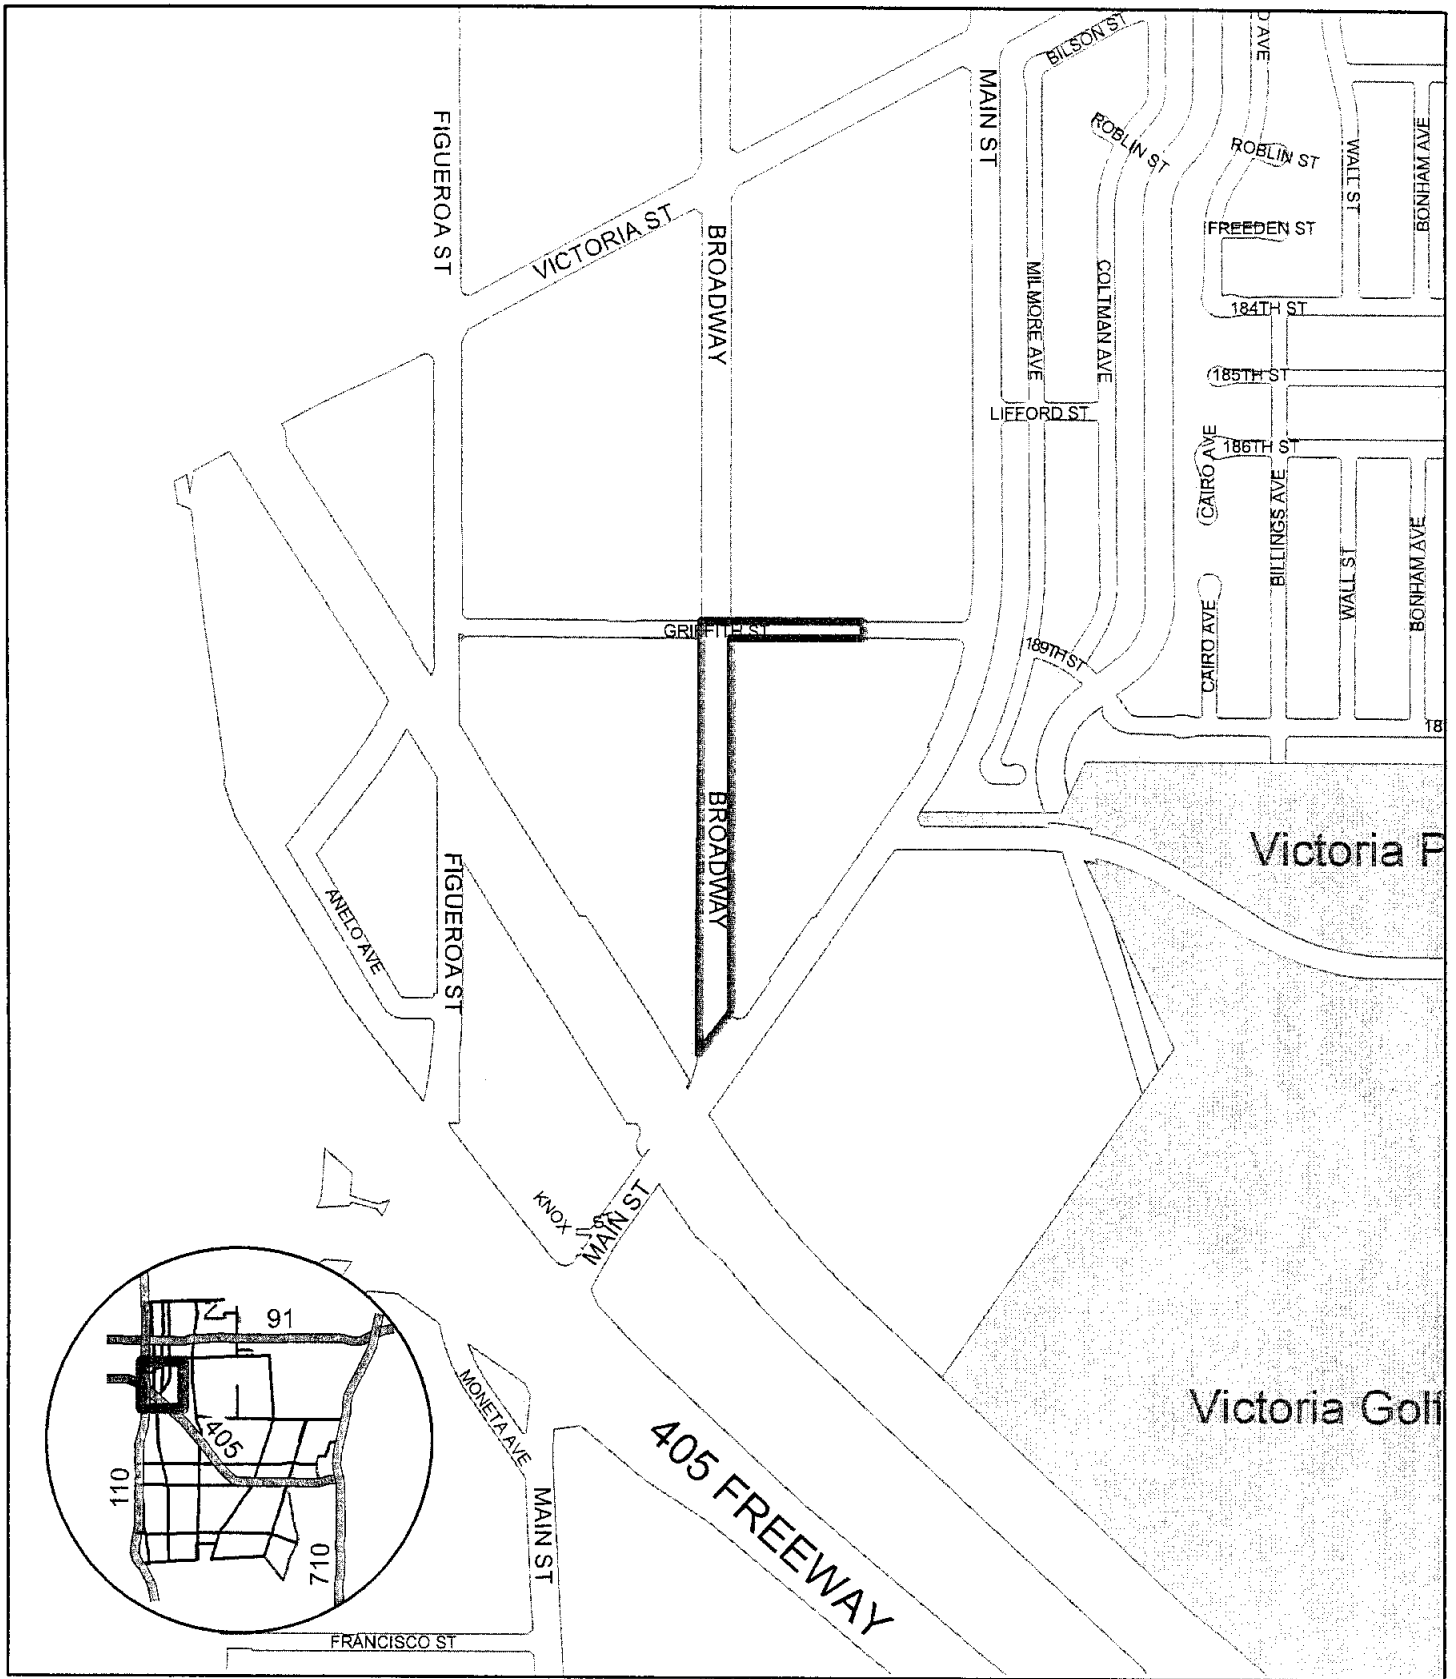 BILSON ST
D AVE
FIGUEROA ST
MAIN ST
ROBLIN ST
ROBLIN ST
WALL ST
BONHAM AVE
VICTORIA ST
BROADWAY
FREEDEN ST
MILMORE AVE
COLTMAN AVE
184TH ST
185TH ST
LIFFORD ST
186TH ST
CAIRO AVE
BILLINGS AVE
WALL ST
BONHAM AVE
GRIFFITH ST
189TH ST
CAIRO AVE
18
BROADWAY
Victoria P
ANELO AVE
FIGUEROA ST
KNOX
ST
MAIN ST
91
405
110
710
MONETA AVE
Victoria Golf
405 FREEWAY
MAIN ST
FRANCISCO ST